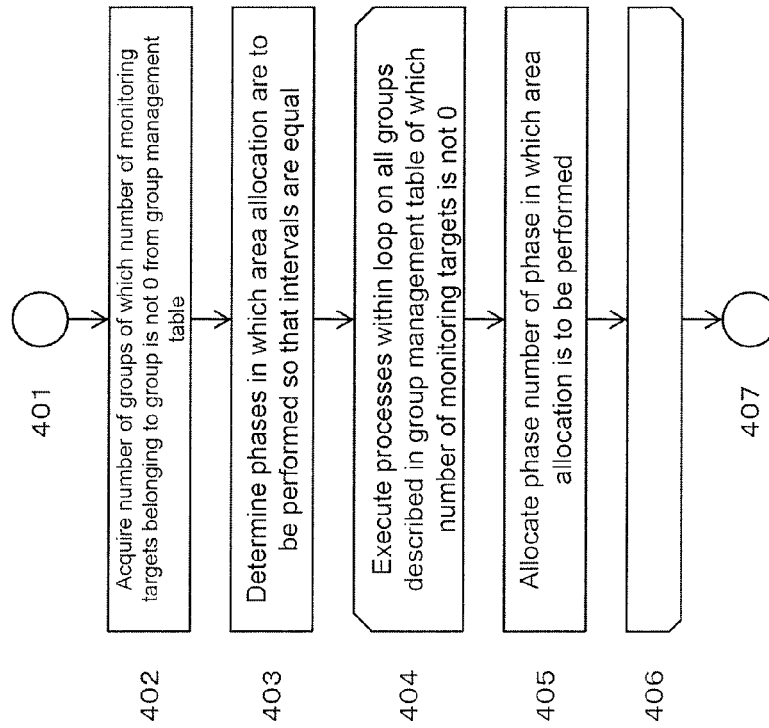 401
402
Acquire number of groups of which number of monitoring
targets belonging to group is not 0 from group management
table
403
Determine phases in which area allocation are to
be performed so that intervals are equal
404
Execute processes within loop on all groups
described in group management table of which
number of monitoring targets is not 0
405
Allocate phase number of phase in which area
allocation is to be performed
406
407